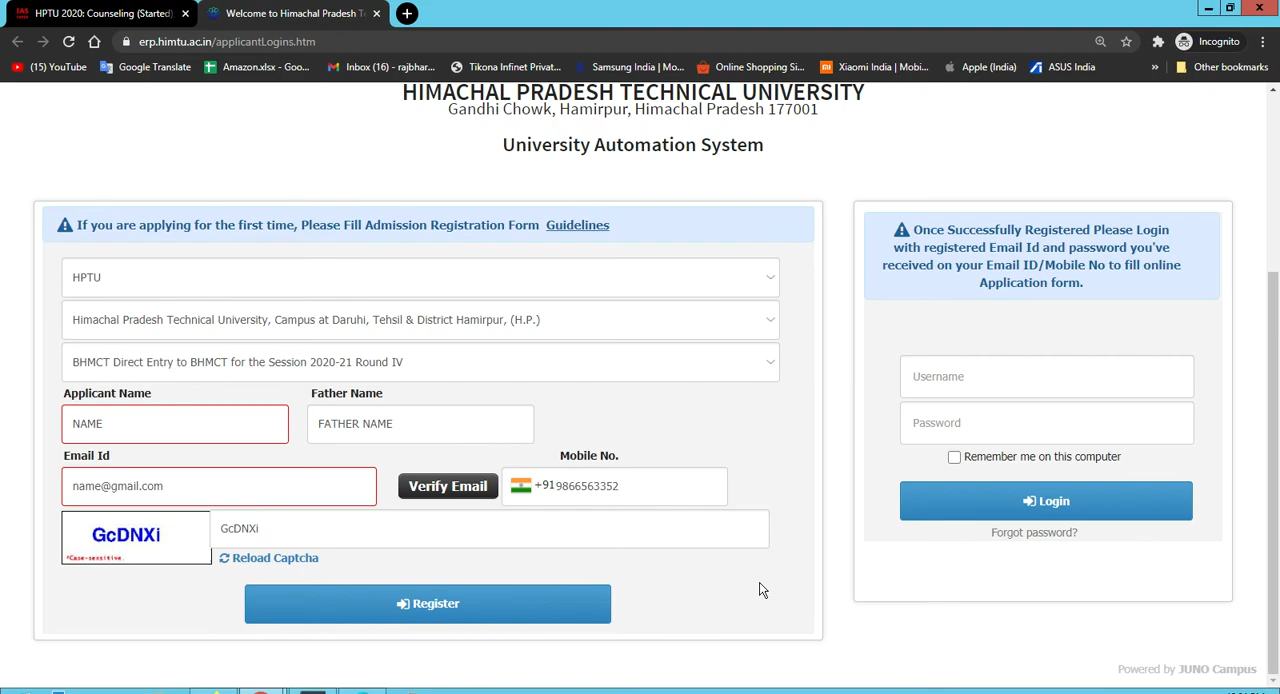 HPTU 2020: Counseling (Started)
Welcome to Himachal Pradesh T
erp.himtu.ac.in/applicantLogins.htm
Incognito
(15) YouTube
Google Translate
Amazon.xlsx - Goo...
Inbox (16) - rajbhar...
Tikona Infinet Privat...
Samsung India | Mo...
Online Shopping Si...
Xiaomi India | Mobil...
Apple (India)
ASUS India
»
Other bookmarks
HIMACHAL PRADESH TECHNICAL UNIVERSITY
Gandhi Chowk, Hamirpur, Himachal Pradesh 177001
University Automation System
If you are applying for the first time, Please Fill Admission Registration Form Guidelines
HPTU
Himachal Pradesh Technical University, Campus at Daruhi, Tehsil & District Hamirpur, (H.P.)
BHMCT Direct Entry to BHMCT for the Session 2020-21 Round IV
Applicant Name
Father Name
NAME
FATHER NAME
Email Id
Mobile No.
name@gmail.com
Verify Email
+91 9866563352
GcDNXi
*Case-sensitive.
GcDNXi
Reload Captcha
Register
Once Successfully Registered Please Login
with registered Email Id and password you've
received on your Email ID/Mobile No to fill online
Application form.
Username
Password
Remember me on this computer
Login
Forgot password?
Powered by JUNO Campus